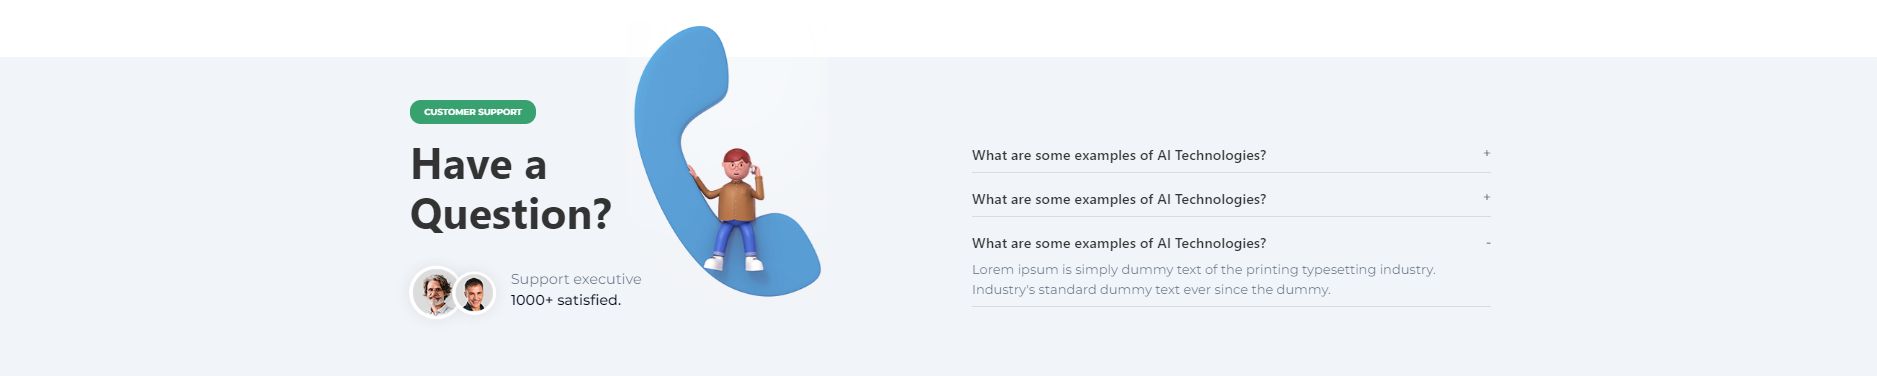 CUSTOMER SUPPORT
Have a
Question?
Support executive
1000+ satisfied.
What are some examples of AI Technologies? +
What are some examples of AI Technologies? +
What are some examples of AI Technologies? -
Lorem ipsum is simply dummy text of the printing typesetting industry.
Industry's standard dummy text ever since the dummy.